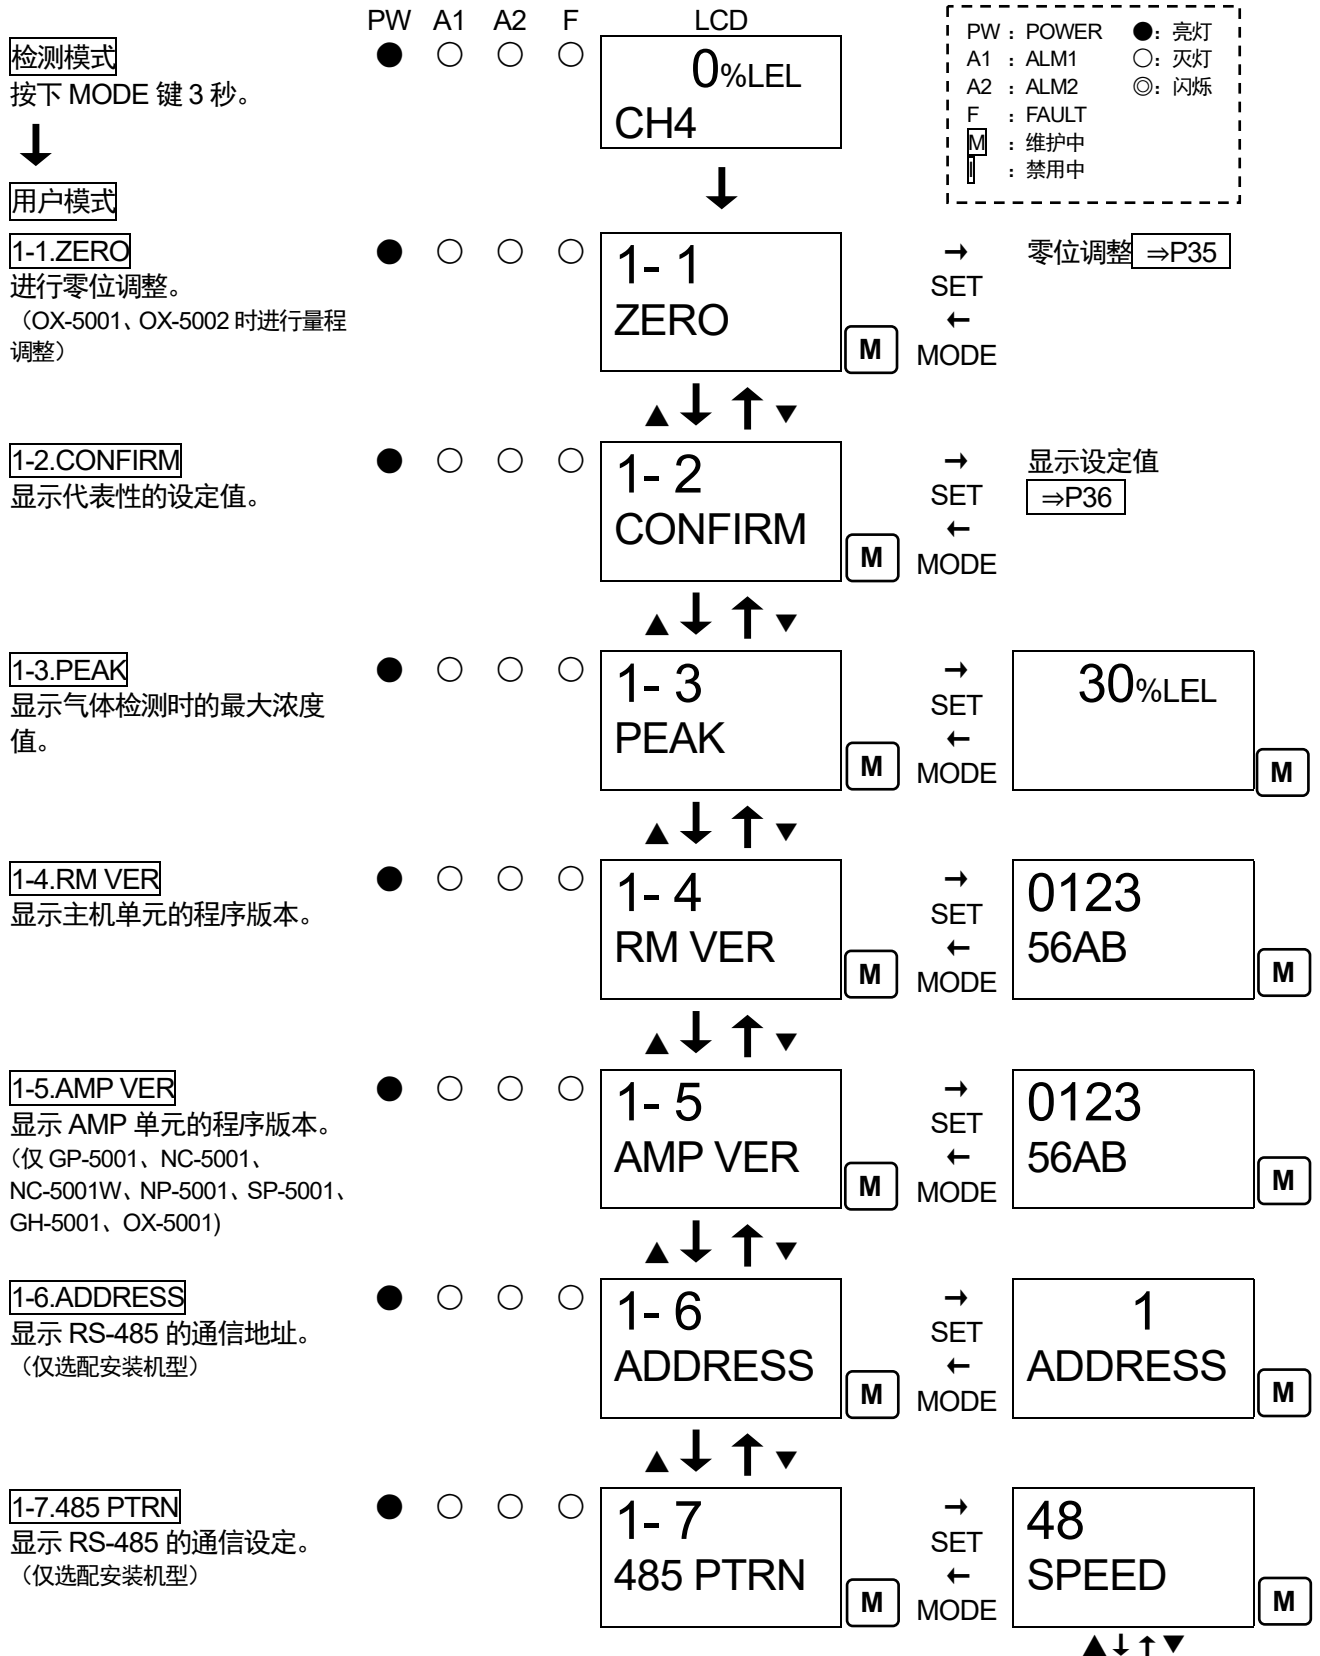 PW A1 A2 F LCD
PW : POWER ●: 亮灯
A1 : ALM1 ○: 灭灯
A2 : ALM2 ◎: 闪烁
F : FAULT
M : 维护中
I : 禁用中
检测模式 ● ○ ○ ○ 0%LEL
按下 MODE 键 3 秒。
CH4
↓
↓
用户模式
1-1.ZERO ● ○ ○ ○ 1- 1 → 零位调整 ⇒P35
进行零位调整。 SET
(OX-5001、OX-5002 时进行量程 ZERO ←
调整) M MODE
▲ ↓ ↑ ▼
1-2.CONFIRM ● ○ ○ ○ 1- 2 → 显示设定值
显示代表性的设定值。 SET ⇒P36
CONFIRM ←
M MODE
▲ ↓ ↑ ▼
1-3.PEAK ● ○ ○ ○ 1- 3 → 30%LEL
显示气体检测时的最大浓度 SET
值。 PEAK ←
M MODE M
▲ ↓ ↑ ▼
1-4.RM VER ● ○ ○ ○ 1- 4 → 0123
显示主机单元的程序版本。 SET
RM VER ← 56AB
M MODE M
▲ ↓ ↑ ▼
1-5.AMP VER ● ○ ○ ○ 1- 5 → 0123
显示 AMP 单元的程序版本。 SET
(仅 GP-5001、NC-5001、 AMP VER ← 56AB
NC-5001W、NP-5001、SP-5001、 M MODE M
GH-5001、OX-5001)
▲ ↓ ↑ ▼
1-6.ADDRESS ● ○ ○ ○ 1- 6 → 1
显示 RS-485 的通信地址。 SET
(仅选配安装机型) ADDRESS ← ADDRESS
M MODE M
▲ ↓ ↑ ▼
1-7.485 PTRN ● ○ ○ ○ 1- 7 → 48
显示 RS-485 的通信设定。 SET
(仅选配安装机型) 485 PTRN ← SPEED
M MODE M
▲ ↓ ↑ ▼